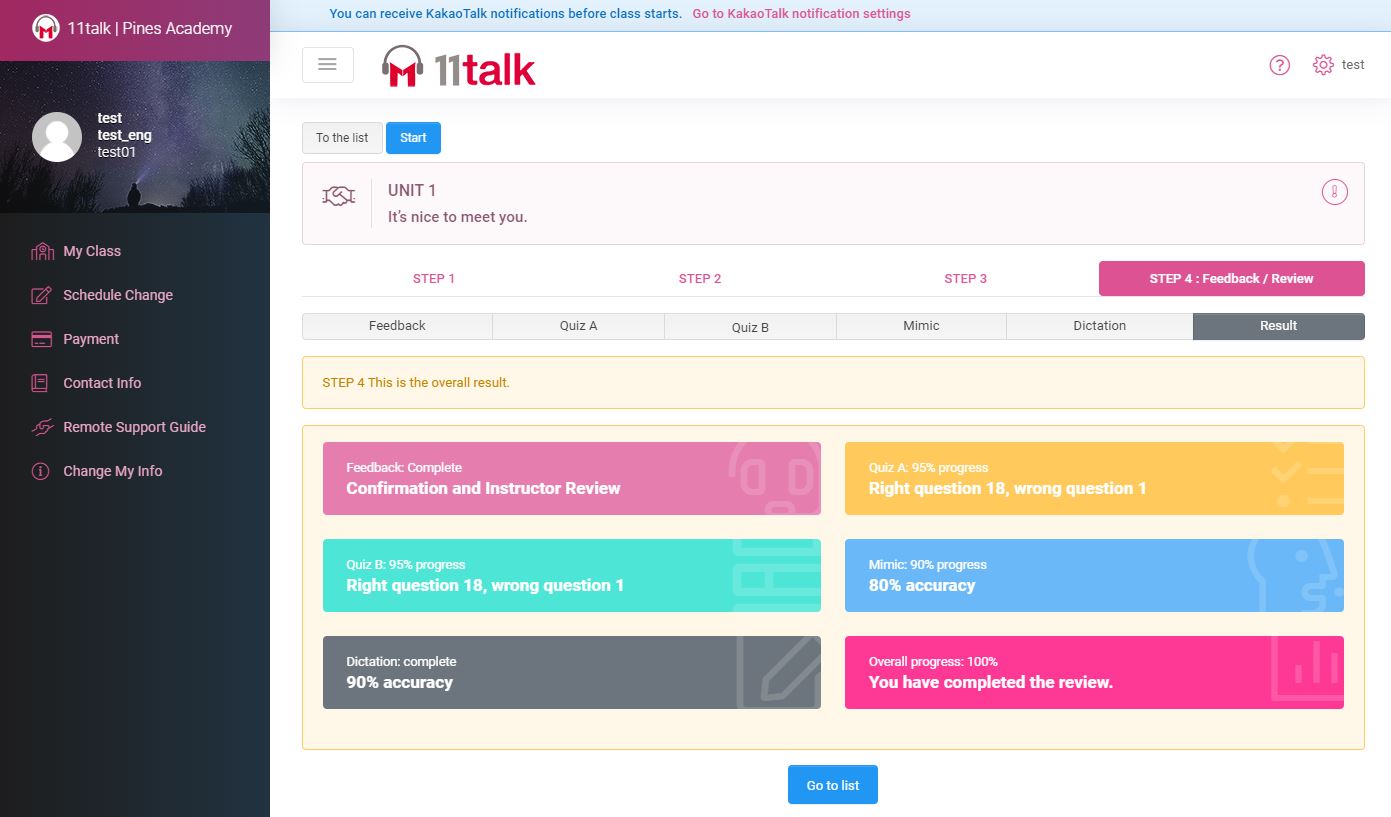 You can receive KakaoTalk notifications before class starts. Go to KakaoTalk notification settings
11talk | Pines Academy
11talk
test
test
test_eng
test01
My Class
Schedule Change
Payment
Contact Info
Remote Support Guide
Change My Info
To the list
Start
UNIT 1
It's nice to meet you.
STEP 1
STEP 2
STEP 3
STEP 4 : Feedback / Review
Feedback
Quiz A
Quiz B
Mimic
Dictation
Result
STEP 4 This is the overall result.
Feedback: Complete
Confirmation and Instructor Review
Quiz A: 95% progress
Right question 18, wrong question 1
Quiz B: 95% progress
Right question 18, wrong question 1
Mimic: 90% progress
80% accuracy
Dictation: complete
90% accuracy
Overall progress: 100%
You have completed the review.
Go to list